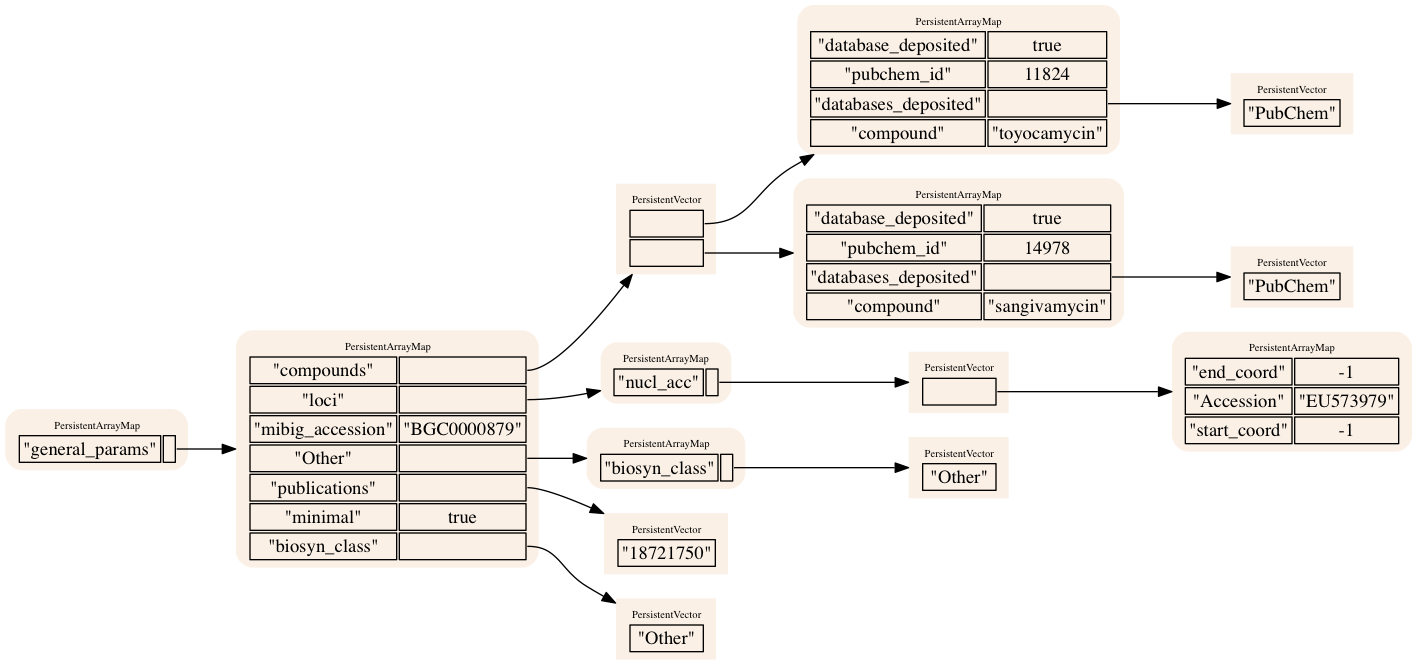 PersistentArrayMap
"general_params"
PersistentArrayMap
"compounds"
"loci"
"mibig_accession" "BGC0000879"
"Other"
"publications"
"minimal" true
"biosyn_class"
PersistentVector
PersistentArrayMap
"database_deposited" true
"pubchem_id" 11824
"databases_deposited"
"compound" "toyocamycin"
PersistentVector
"PubChem"
PersistentArrayMap
"database_deposited" true
"pubchem_id" 14978
"databases_deposited"
"compound" "sangivamycin"
PersistentVector
"PubChem"
PersistentArrayMap
"nucl_acc"
PersistentVector
PersistentArrayMap
"end_coord" -1
"Accession" "EU573979"
"start_coord" -1
PersistentArrayMap
"biosyn_class"
PersistentVector
"Other"
PersistentVector
"18721750"
PersistentVector
"Other"